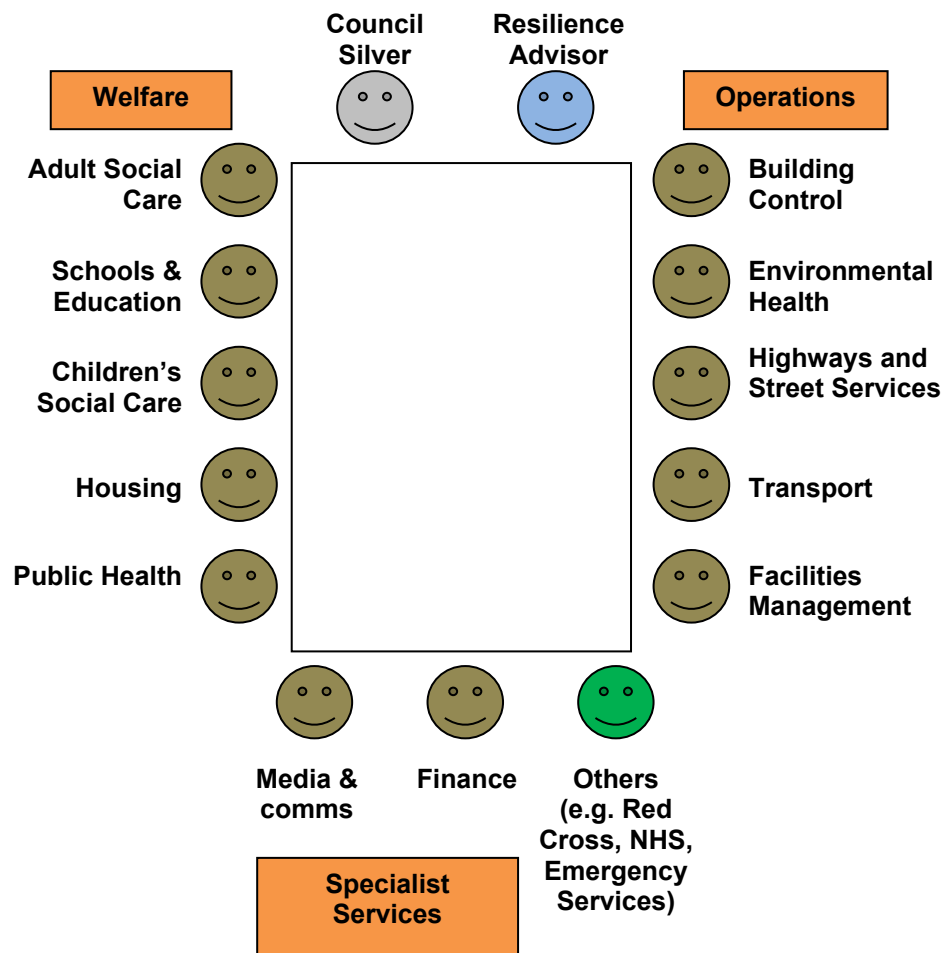 Council
Silver
Resilience
Advisor
Welfare
Operations
Adult Social
Care
Schools &
Education
Children’s
Social Care
Housing
Public Health
Building
Control
Environmental
Health
Highways and
Street Services
Transport
Facilities
Management
Media &
comms
Finance
Others
(e.g. Red
Cross, NHS,
Emergency
Services)
Specialist
Services